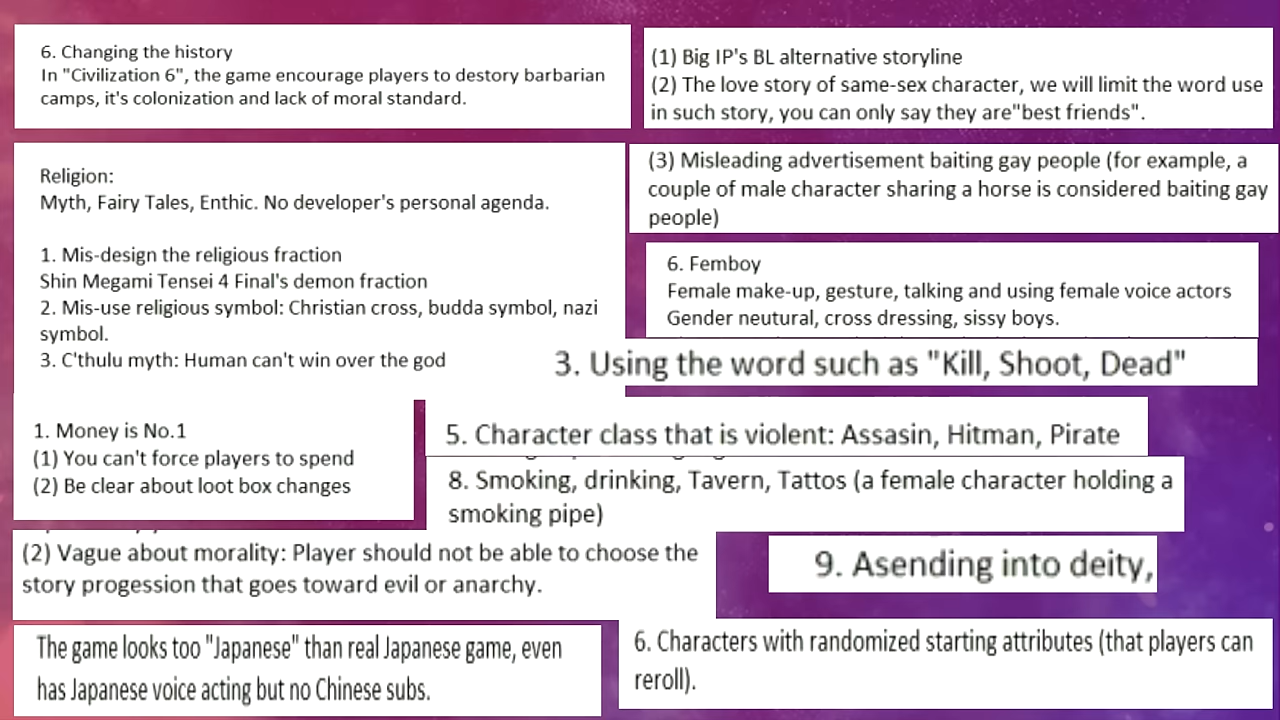 6. Changing the history
In "Civilization 6", the game encourage players to destory barbarian
camps, it's colonization and lack of moral standard.
(1) Big IP's BL alternative storyline
(2) The love story of same-sex character, we will limit the word use
in such story, you can only say they are"best friends".
Religion:
Myth, Fairy Tales, Enthic. No developer's personal agenda.
1. Mis-design the religious fraction
Shin Megami Tensei 4 Final's demon fraction
2. Mis-use religious symbol: Christian cross, budda symbol, nazi
symbol.
3. C'thulu myth: Human can't win over the god
(3) Misleading advertisement baiting gay people (for example, a
couple of male character sharing a horse is considered baiting gay
people)
6. Femboy
Female make-up, gesture, talking and using female voice actors
Gender neutural, cross dressing, sissy boys.
3. Using the word such as "Kill, Shoot, Dead"
1. Money is No.1
(1) You can't force players to spend
(2) Be clear about loot box changes
5. Character class that is violent: Assasin, Hitman, Pirate
8. Smoking, drinking, Tavern, Tattos (a female character holding a
smoking pipe)
(2) Vague about morality: Player should not be able to choose the
story progession that goes toward evil or anarchy.
9. Asending into deity,
The game looks too "Japanese" than real Japanese game, even
has Japanese voice acting but no Chinese subs.
6. Characters with randomized starting attributes (that players can
reroll).